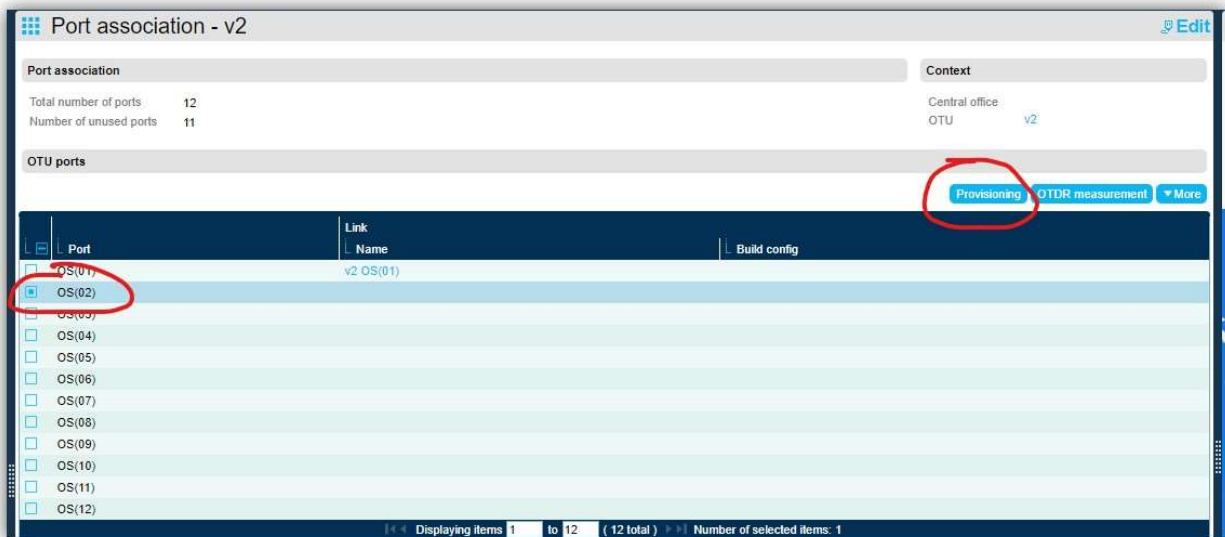 Port association - v2
Edit
Port association
Context
Total number of ports 12
Central office
Number of unused ports 11
OTU v2
OTU ports
Provisioning OTDR measurement More
Link
Port Name Build config
OS(01) v2 OS(01)
OS(02)
OS(03)
OS(04)
OS(05)
OS(06)
OS(07)
OS(08)
OS(09)
OS(10)
OS(11)
OS(12)
Displaying items 1 to 12 ( 12 total ) Number of selected items: 1